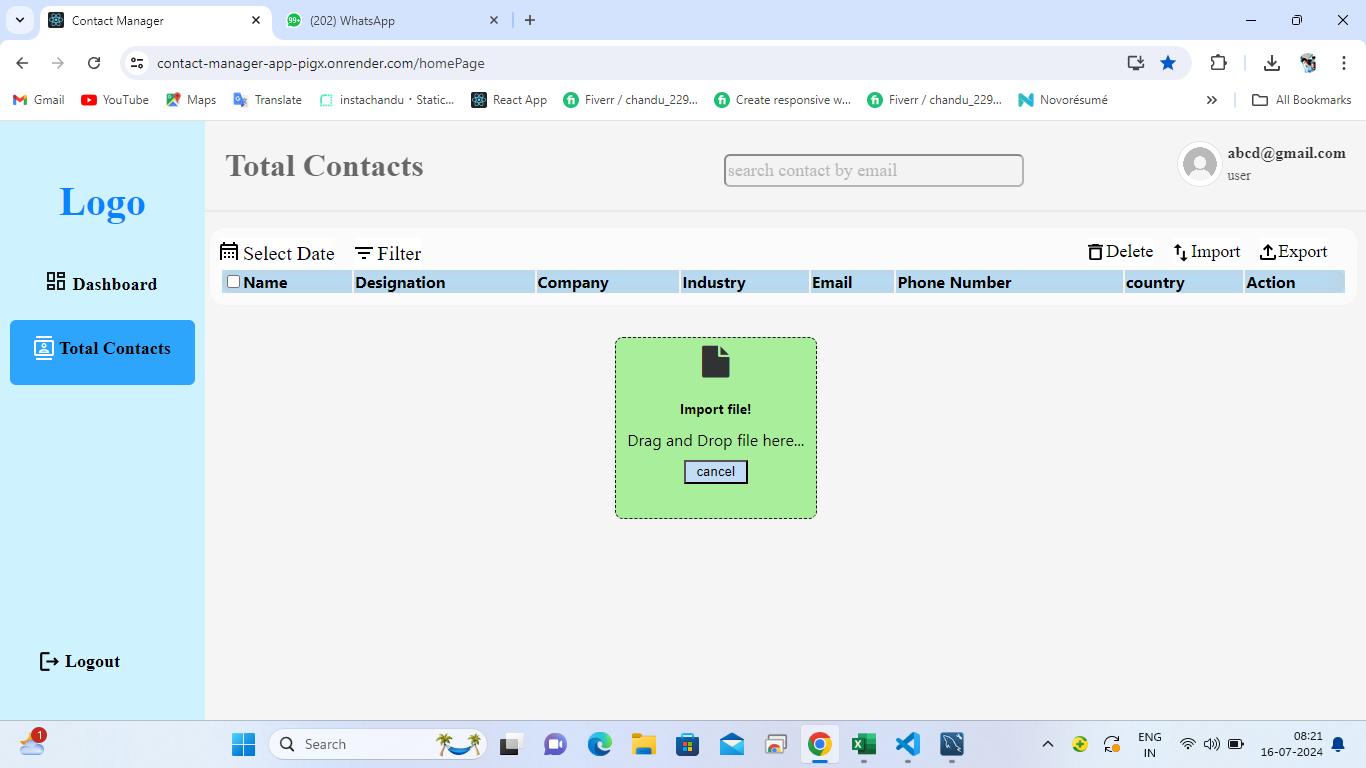 Contact Manager
99+ (202) WhatsApp
contact-manager-app-pigx.onrender.com/homePage
Gmail YouTube Maps Translate instachandu · Static... React App Fiverr / chandu_229... Create responsive w... Fiverr / chandu_229... Novorésumé » All Bookmarks
Total Contacts
search contact by email
abcd@gmail.com
user
Logo
Dashboard
Total Contacts
Logout
Select Date Filter Delete Import Export
Name Designation Company Industry Email Phone Number country Action
Import file!
Drag and Drop file here...
cancel
1
Search
ENG
IN
08:21
16-07-2024